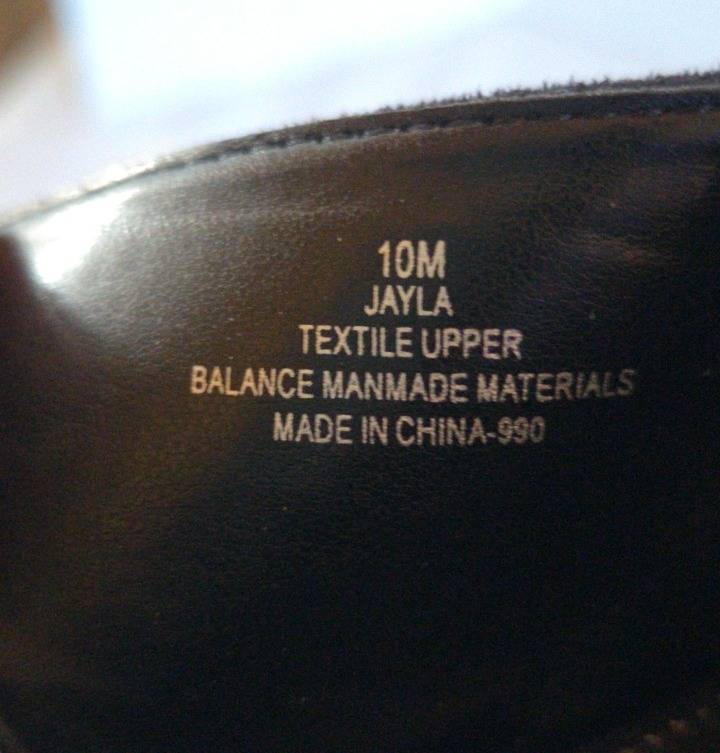 10M
JAYLA
TEXTILE UPPER
BALANCE MANMADE MATERIALS
MADE IN CHINA-990